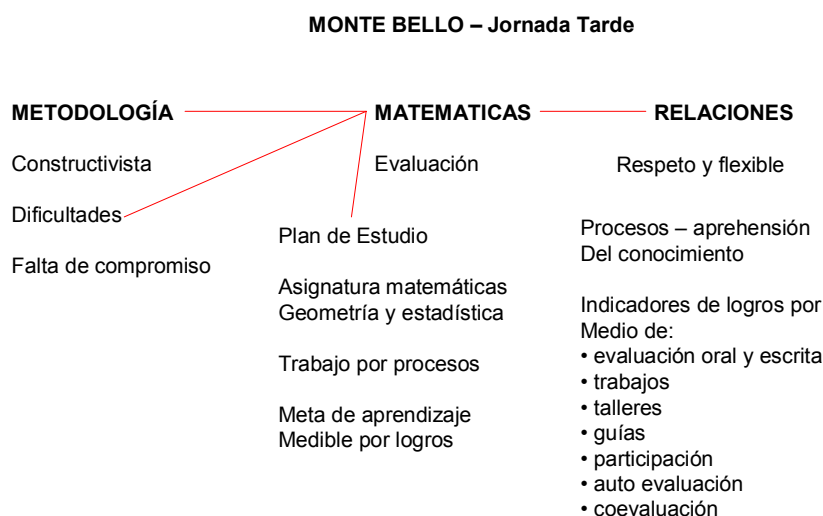 MONTE BELLO – Jornada Tarde
METODOLOGÍA
Constructivista
Dificultades
Falta de compromiso
MATEMATICAS
Evaluación
Plan de Estudio
Asignatura matemáticas
Geometría y estadística
Trabajo por procesos
Meta de aprendizaje
Medible por logros
RELACIONES
Respeto y flexible
Procesos – aprehensión
Del conocimiento
Indicadores de logros por
Medio de:
• evaluación oral y escrita
• trabajos
• talleres
• guías
• participación
• auto evaluación
• coevaluación